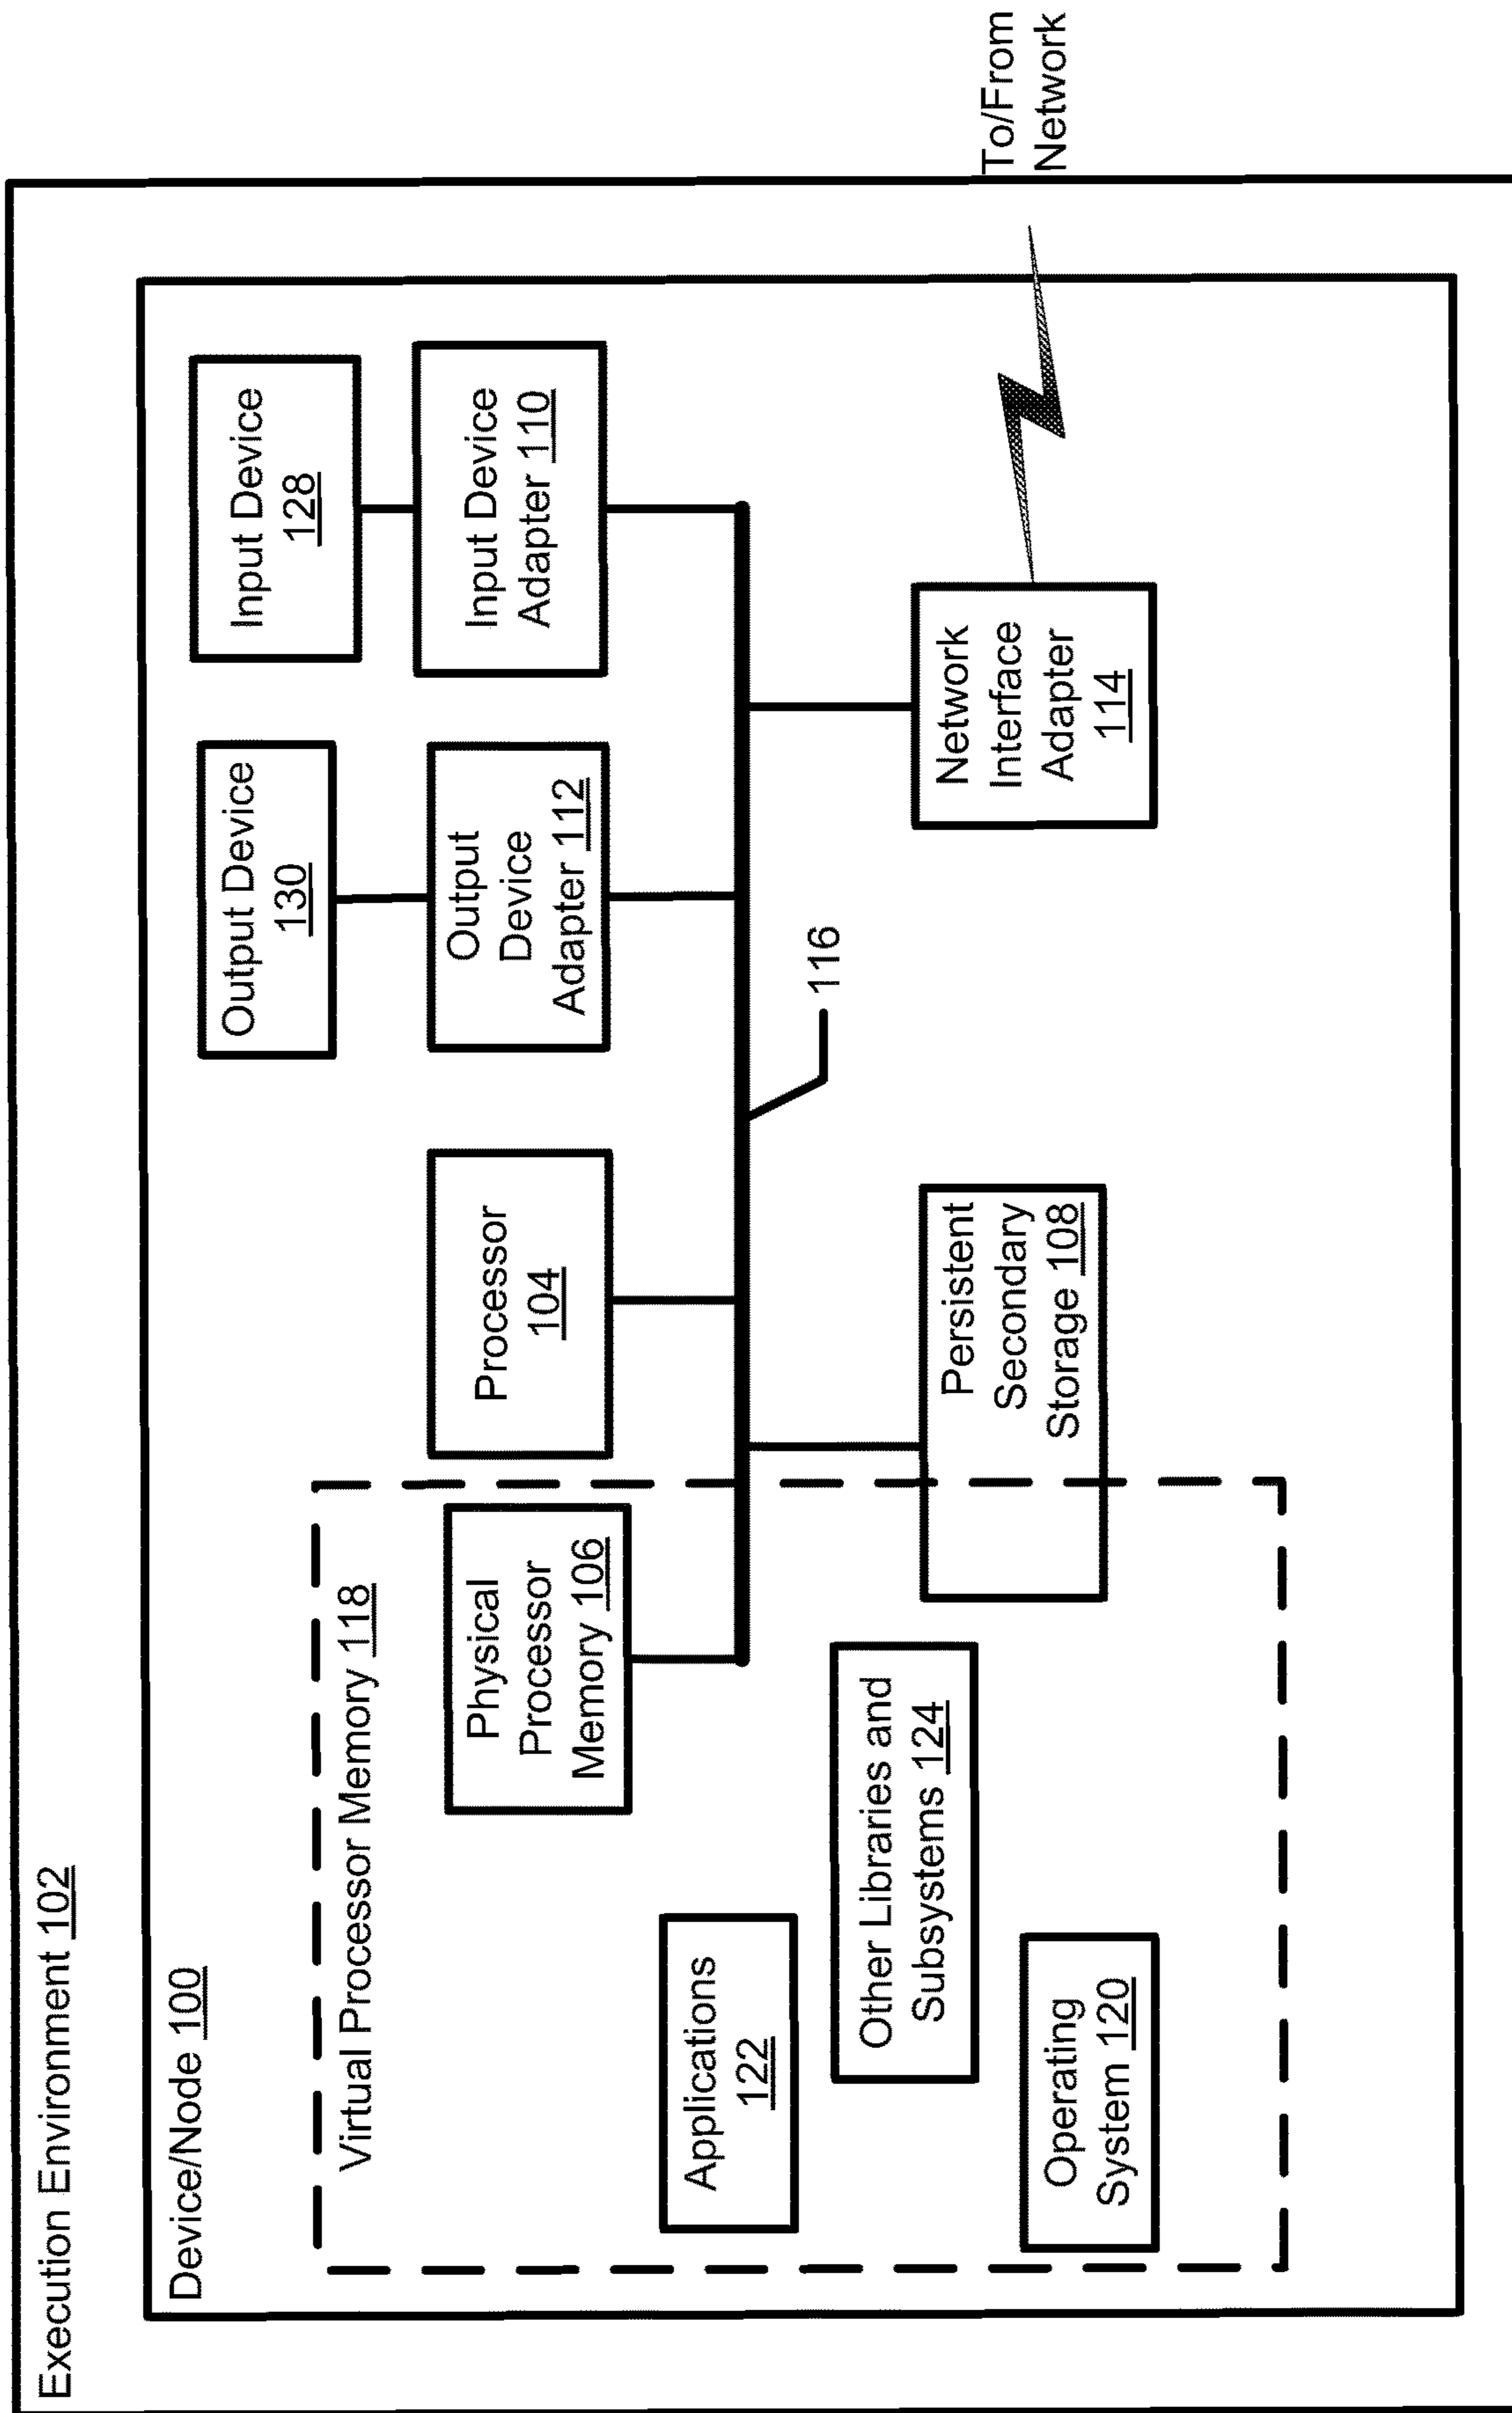 Execution Environment 102
Device/Node 100
Virtual Processor Memory 118
Output Device
130
Input Device
128
Physical
Processor
Memory 106
Processor
104
Output
Device
Adapter 112
Input Device
Adapter 110
116
Applications
122
Other Libraries and
Subsystems 124
Operating
System 120
Persistent
Secondary
Storage 108
Network
Interface
Adapter
114
To/From
Network